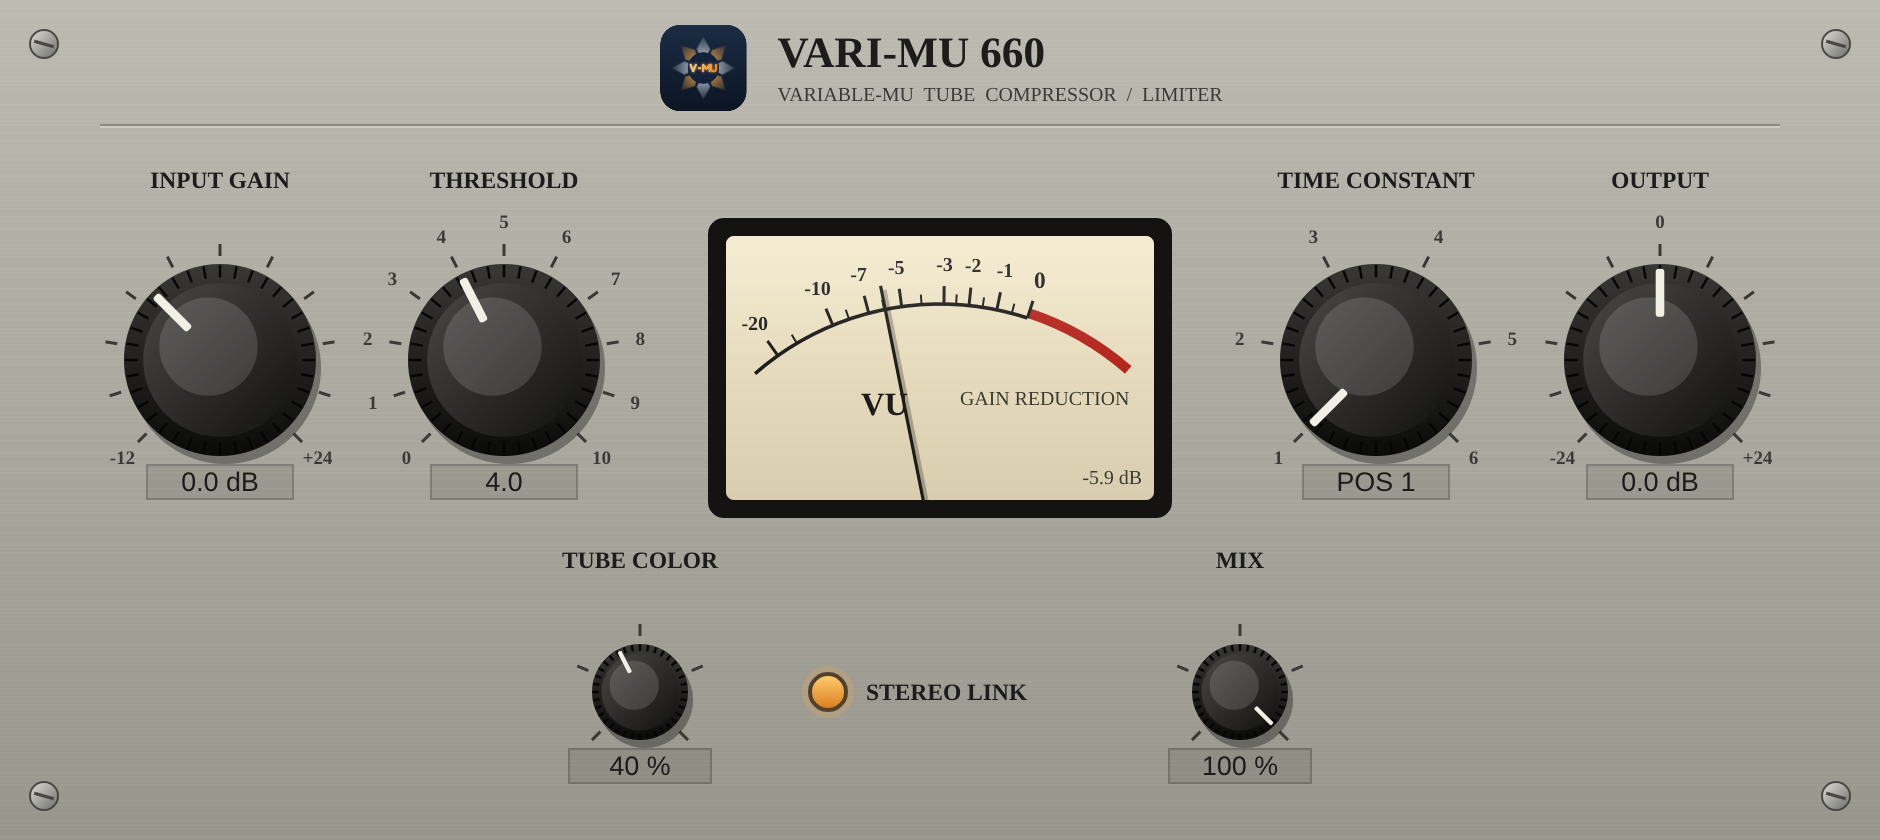 V-MU
VARI-MU 660
VARIABLE-MU TUBE COMPRESSOR / LIMITER
INPUT GAIN
THRESHOLD
TIME CONSTANT
OUTPUT
-12
+24
0.0 dB
0
1
2
3
4
5
6
7
8
9
10
4.0
-20
-10
-7
-5
-3
-2
-1
0
VU
GAIN REDUCTION
-5.9 dB
1
2
3
4
5
6
POS 1
-24
0
+24
0.0 dB
TUBE COLOR
MIX
40 %
STEREO LINK
100 %